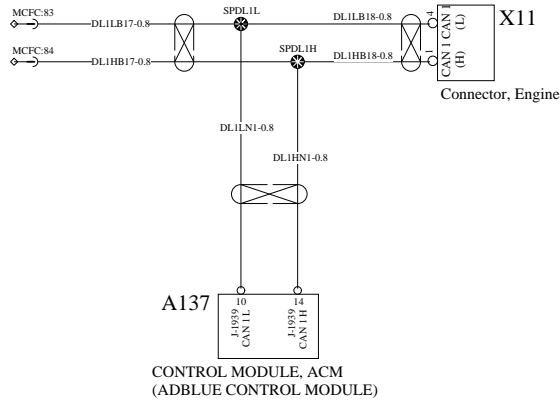 MCFC:83
DL1LB17-0.8
SPDL1L
DL1LB18-0.8
4
CAN 1
(L)
X11
MCFC:84
DL1HB17-0.8
SPDL1H
DL1HB18-0.8
1
CAN 1
(H)
Connector, Engine
DL1LN1-0.8
DL1HN1-0.8
A137
10
J-1939
CAN 1 L
14
J-1939
CAN 1 H
CONTROL MODULE, ACM
(ADBLUE CONTROL MODULE)